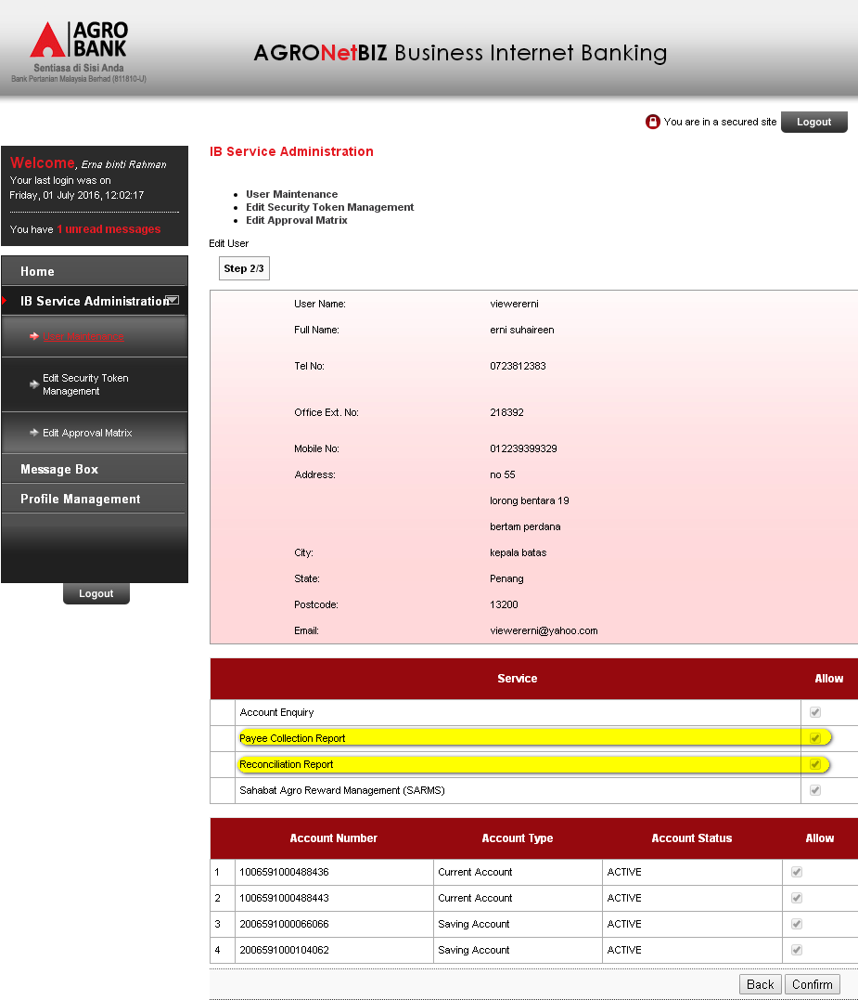 AGRO
BANK
Sentiasa di Sisi Anda
Bank Pertanian Malaysia Berhad (811810-U)
AGRONetBIZ Business Internet Banking
You are in a secured site
Logout
Welcome, Erna binti Rahman
Your last login was on
Friday, 01 July 2016, 12:02:17
You have 1 unread messages
Home
IB Service Administration
User Maintenance
Edit Security Token
Management
Edit Approval Matrix
Message Box
Profile Management
Logout
IB Service Administration
• User Maintenance
• Edit Security Token Management
• Edit Approval Matrix
Edit User
Step 2/3
User Name: viewererni
Full Name: erni suhaireen
Tel No: 0723812383
Office Ext. No: 218392
Mobile No: 012239399329
Address: no 55
lorong bentara 19
bertam perdana
City: kepala batas
State: Penang
Postcode: 13200
Email: viewererni@yahoo.com
Service Allow
Account Enquiry
Payee Collection Report
Reconciliation Report
Sahabat Agro Reward Management (SARMS)
Account Number Account Type Account Status Allow
1 1006591000488436 Current Account ACTIVE
2 1006591000488443 Current Account ACTIVE
3 2006591000066066 Saving Account ACTIVE
4 2006591000104062 Saving Account ACTIVE
Back Confirm